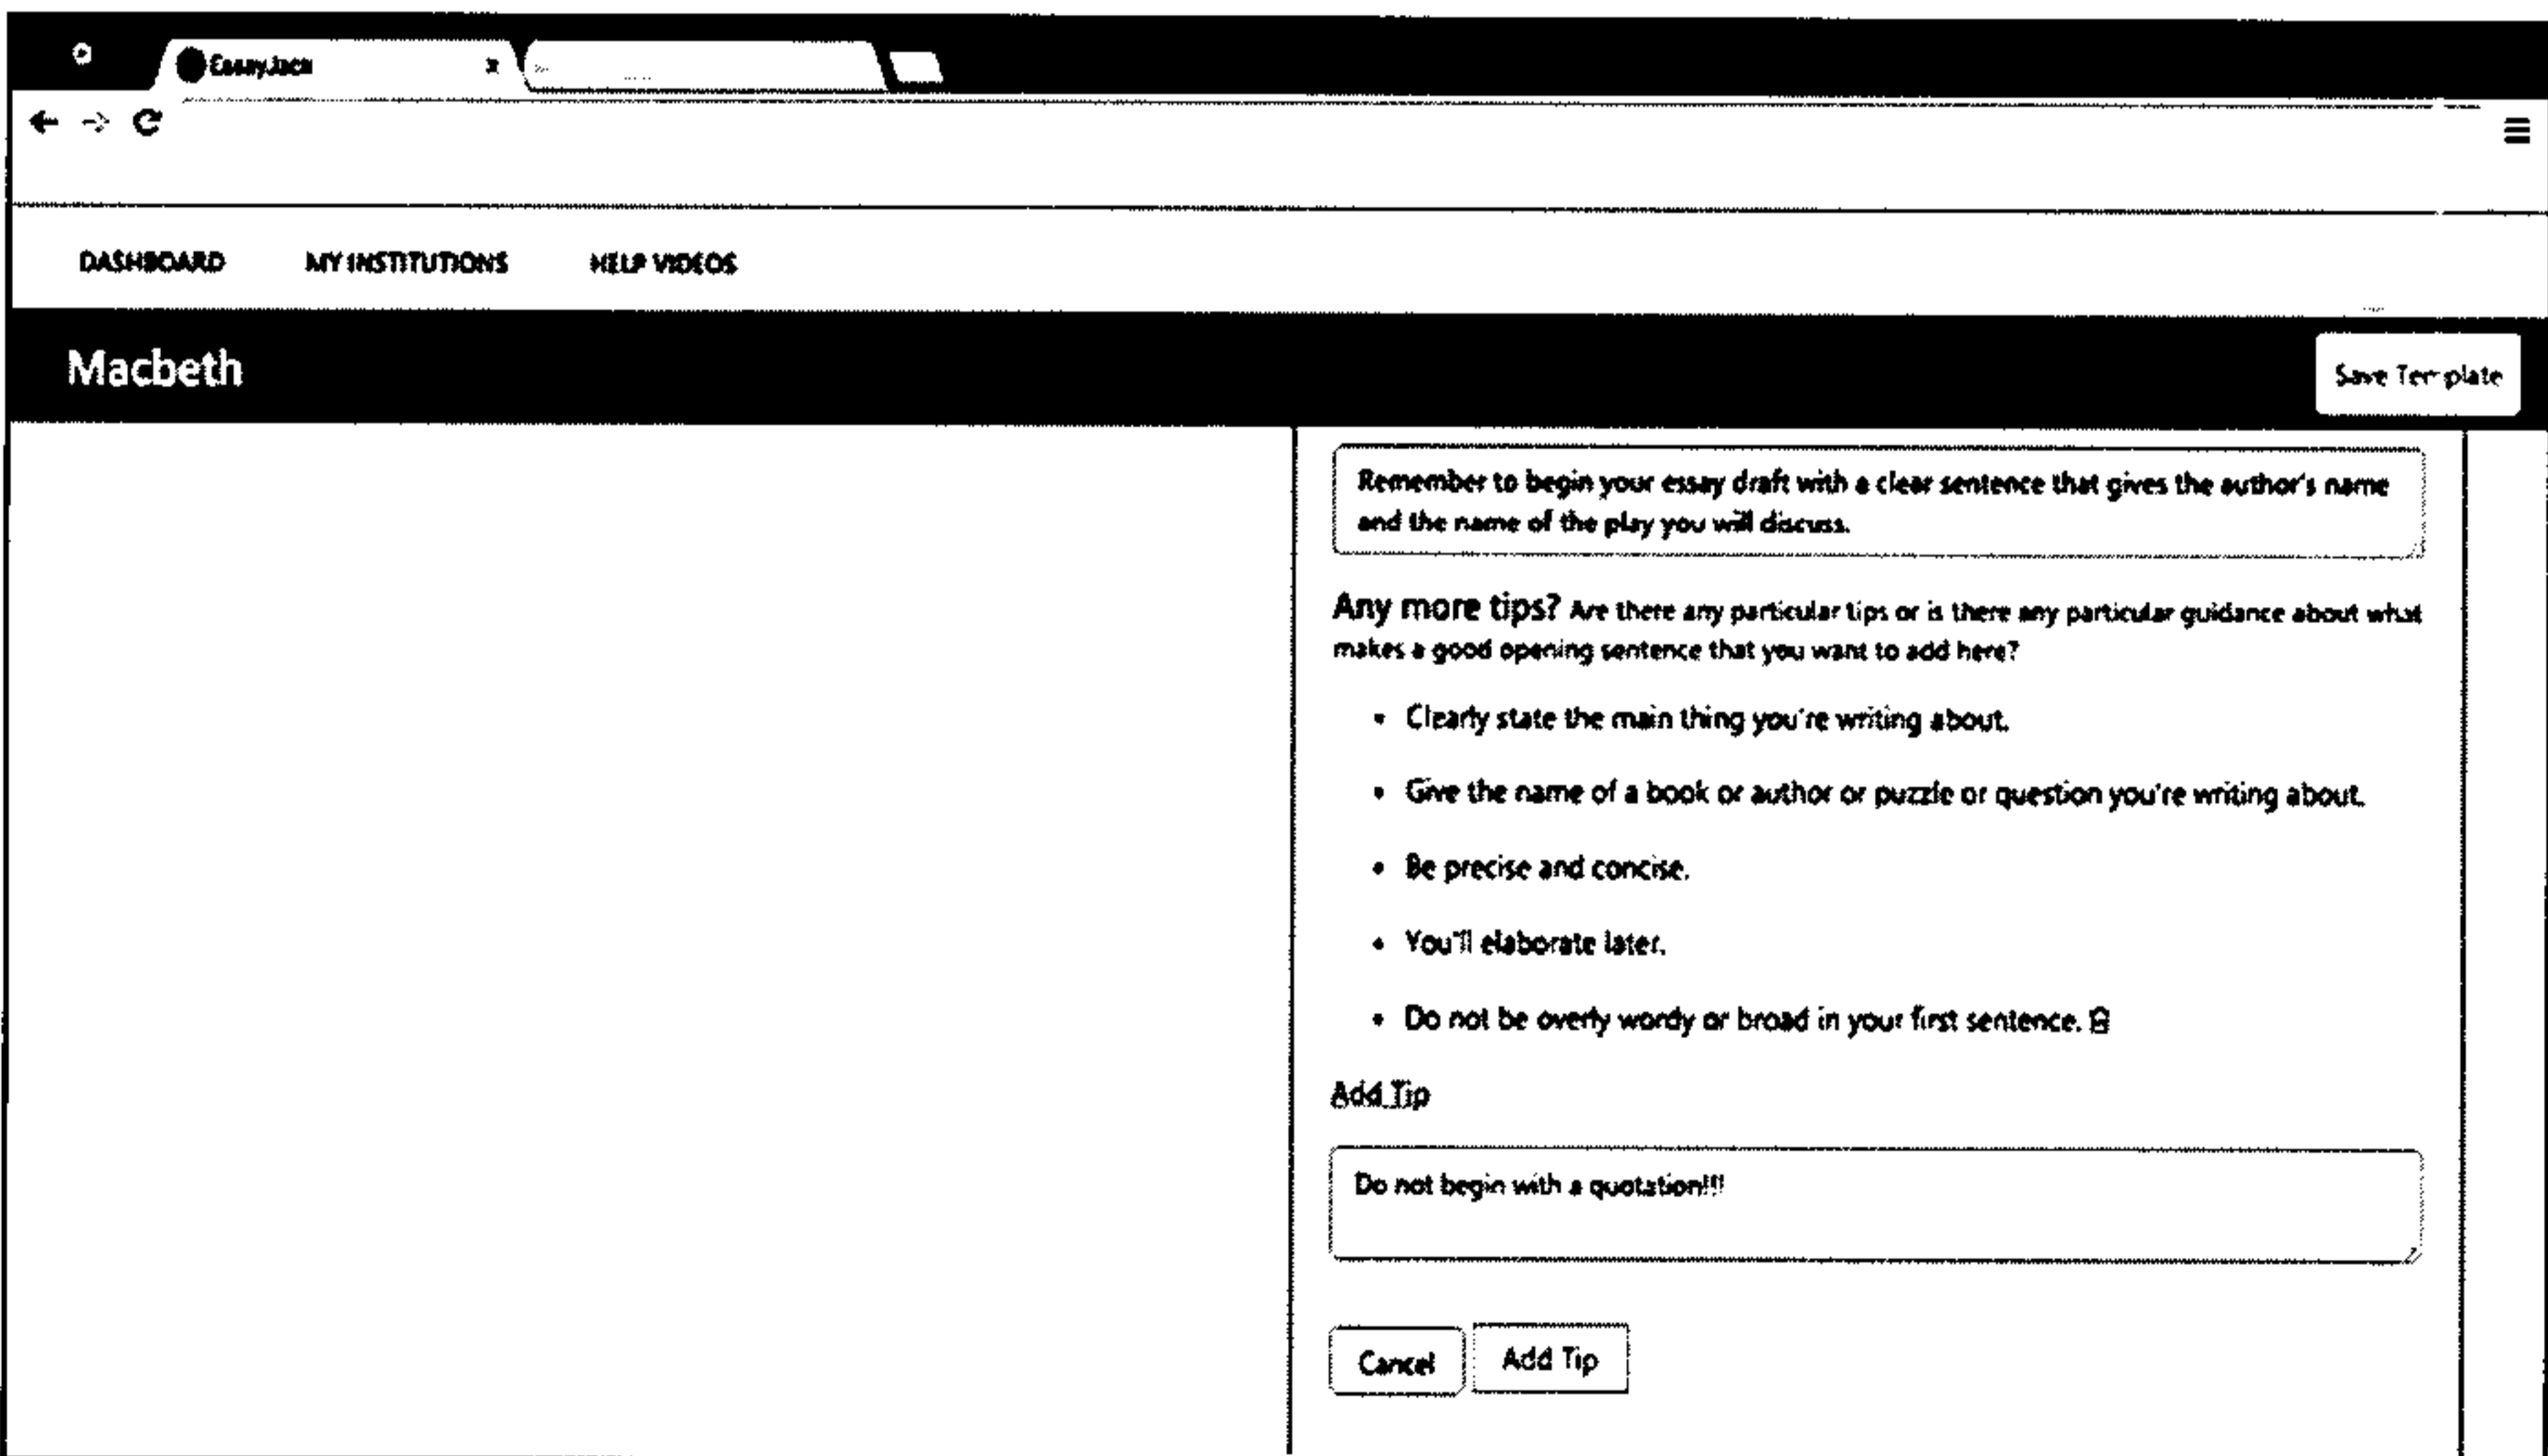 EssayJack
DASHBOARD MY INSTITUTIONS HELP VIDEOS
Macbeth
Save Template
Remember to begin your essay draft with a clear sentence that gives the author's name
and the name of the play you will discuss.
Any more tips? Are there any particular tips or is there any particular guidance about what
makes a good opening sentence that you want to add here?
• Clearly state the main thing you're writing about.
• Give the name of a book or author or puzzle or question you're writing about.
• Be precise and concise.
• You'll elaborate later.
• Do not be overly wordy or broad in your first sentence.
Add Tip
Do not begin with a quotation!!!
Cancel Add Tip